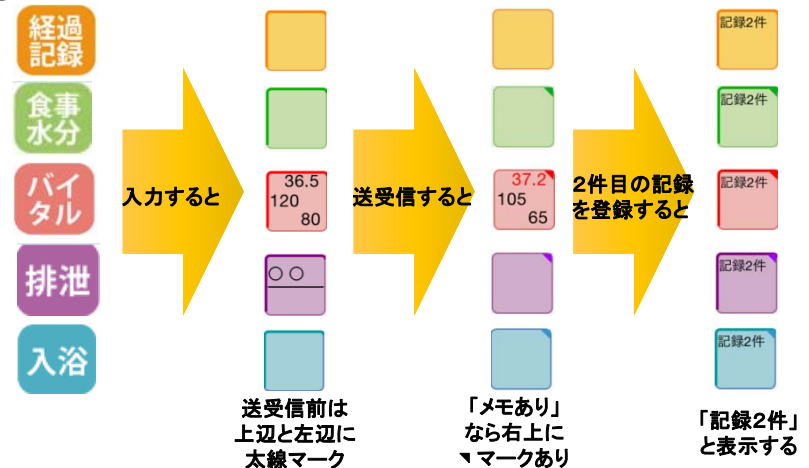 経過
記録
食事
水分
バイ
タル
排泄
入浴
入力すると
36.5
120
80
○○
送受信前は
上辺と左辺に
太線マーク
送受信すると
37.2
105
65
「メモあり」
なら右上に
◥マークあり
2件目の記録
を登録すると
記録2件
記録2件
記録2件
記録2件
記録2件
「記録2件」
と表示する